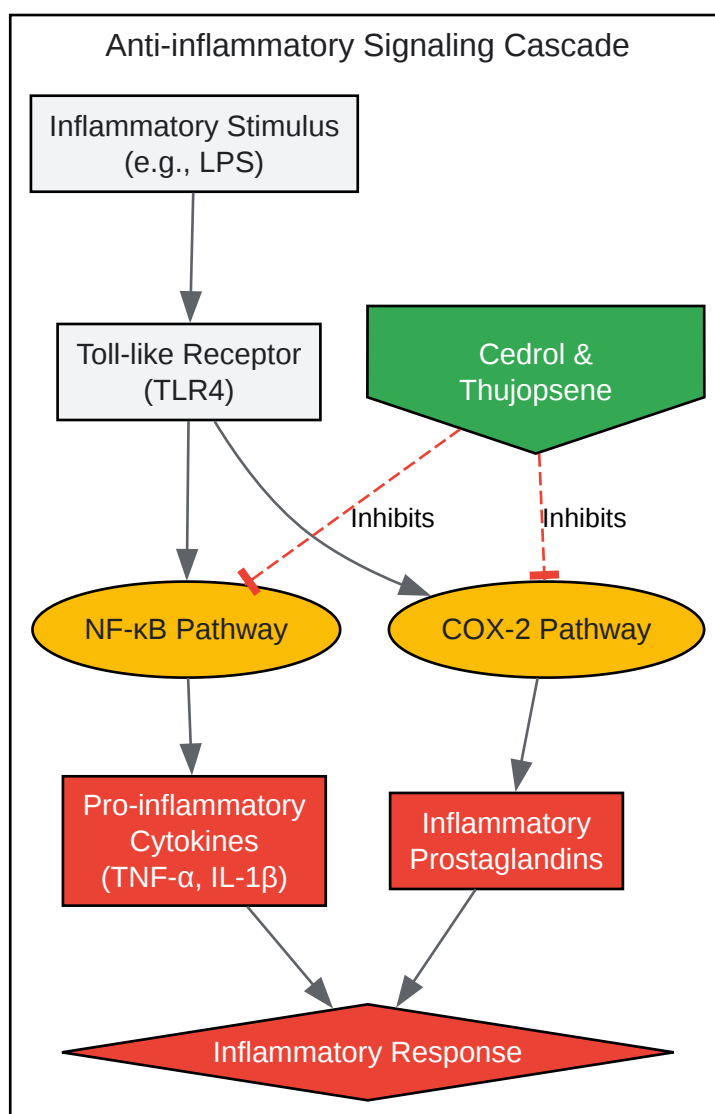 Anti-inflammatory Signaling Cascade
Inflammatory Stimulus
(e.g., LPS)
Toll-like Receptor
(TLR4)
Cedrol &
Thujopsene
Inhibits
Inhibits
NF-κB Pathway
COX-2 Pathway
Pro-inflammatory
Cytokines
(TNF-α, IL-1β)
Inflammatory
Prostaglandins
Inflammatory Response